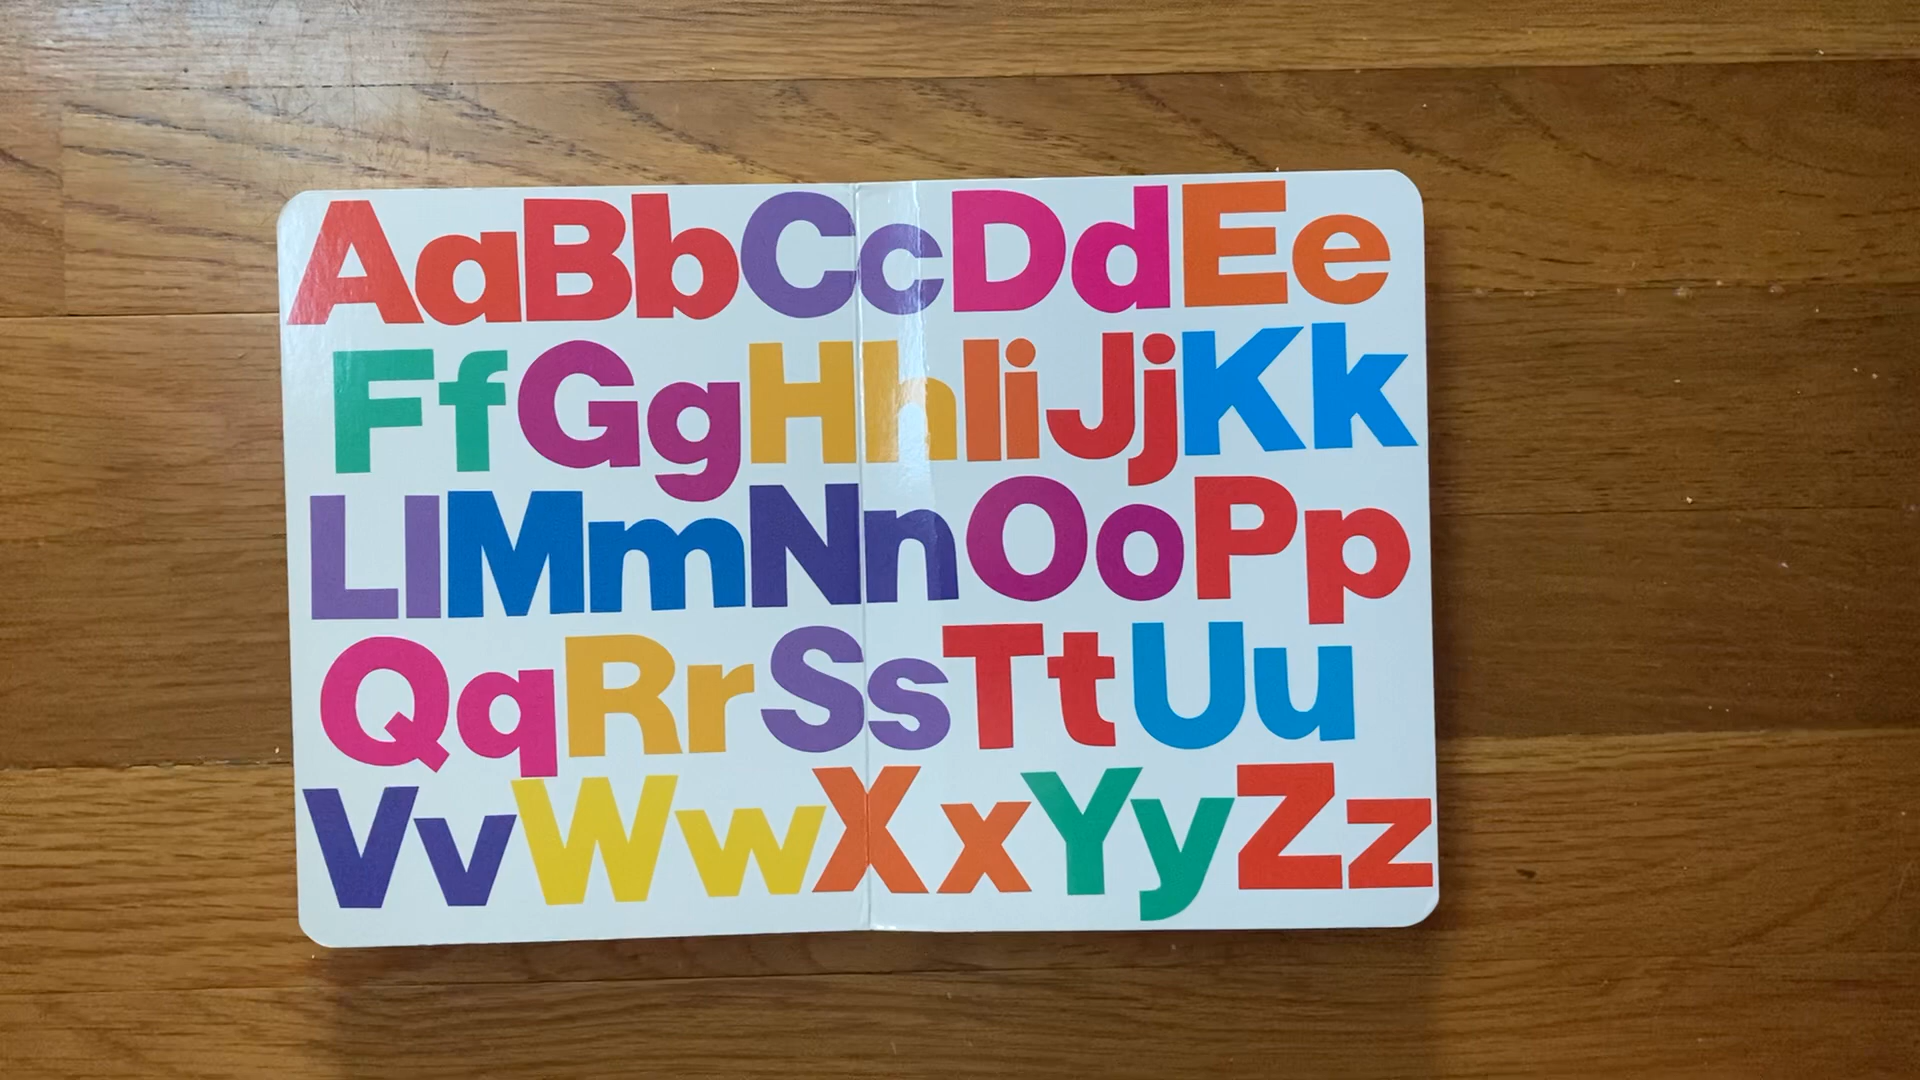 AaBbCcDdEe
FfGgHhIiJjKk
LlMmNnOoPp
QqRrSsTtUu
VvWwXxYyZz